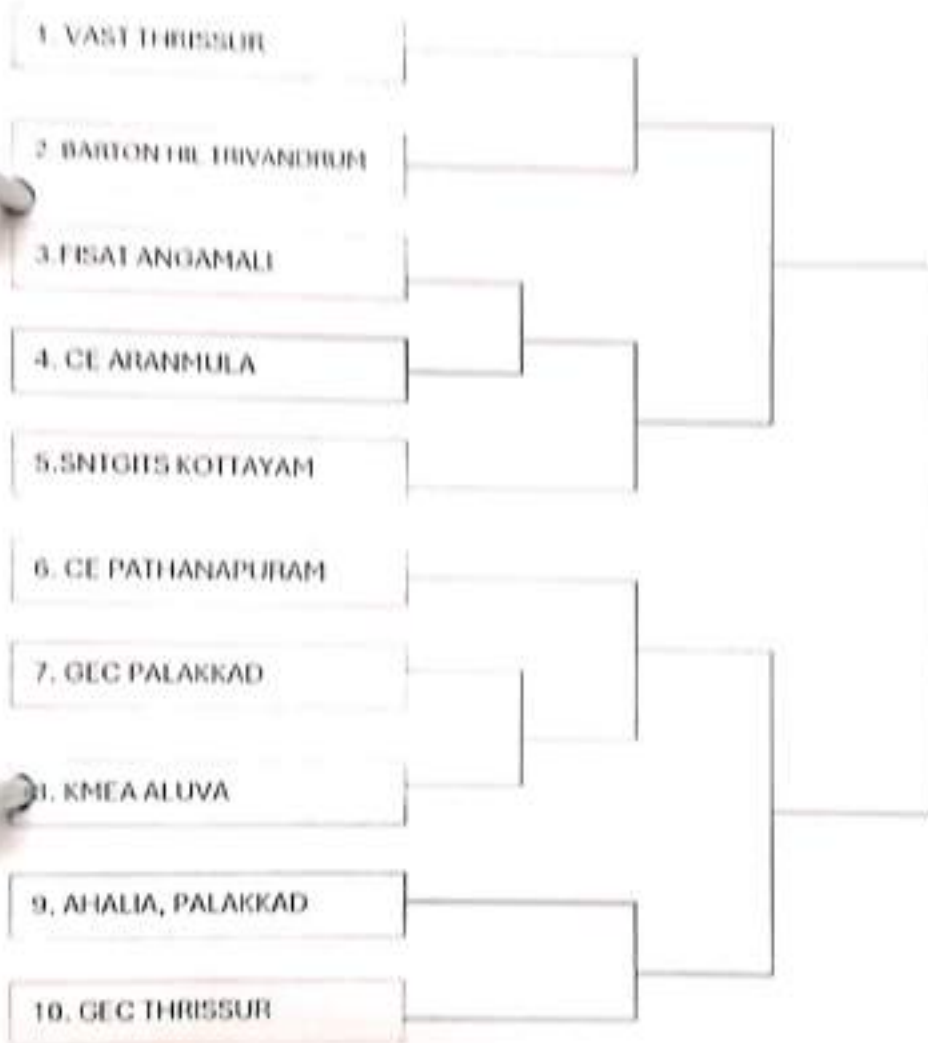 1. VAST THRISSUR
2 BARTON HIL TRIVANDRUM
3.FISAT ANGAMALI
4. CE ARANMULA
5.SNTGITS KOTTAYAM
6. CE PATHANAPURAM
7. GEC PALAKKAD
8. KMEA ALUVA
9. AHALIA, PALAKKAD
10. GEC THRISSUR